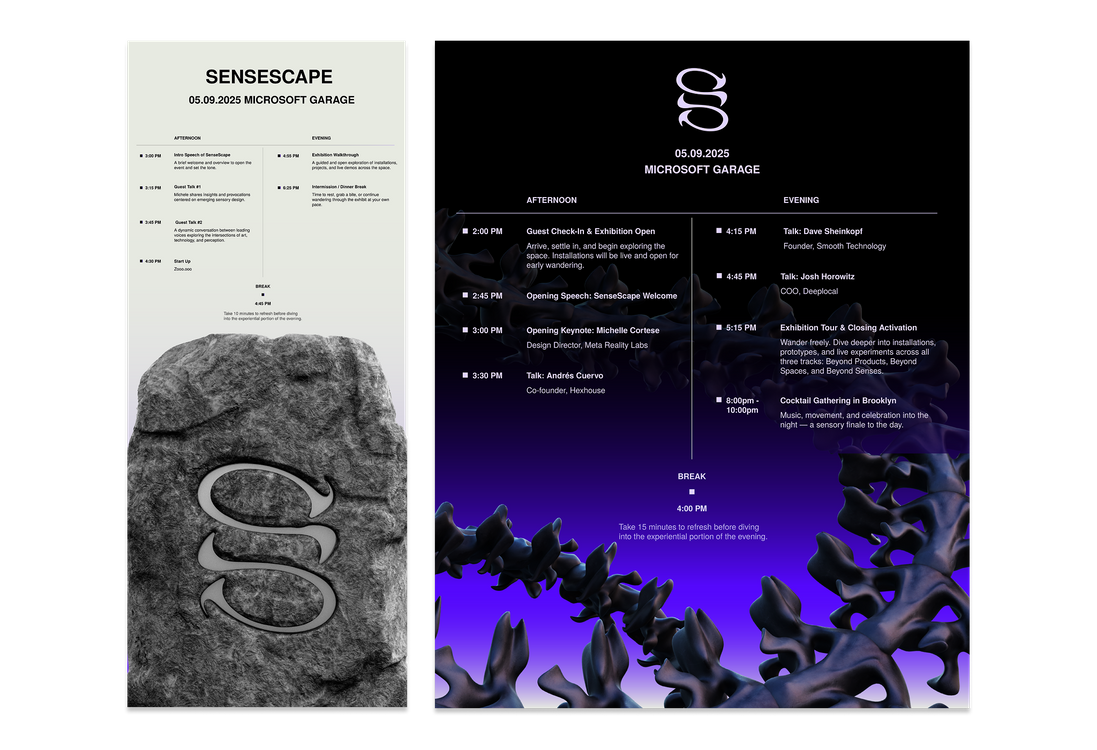 SENSESCAPE
05.09.2025 MICROSOFT GARAGE
AFTERNOON
3:00 PM
Intro Speech of SenseScape
A brief welcome and overview to open the
event and set the tone.
3:15 PM
Guest Talk #1
Michele shares insights and provocations
centered on emerging sensory design.
3:45 PM
Guest Talk #2
A dynamic conversation between leading
voices exploring the intersections of art,
technology, and perception.
4:30 PM
Start Up
EVENING
4:55 PM
Exhibition Walkthrough
A guided and open exploration of installations,
projects, and live demos across the space.
6:25 PM
Intermission / Dinner Break
Time to rest, grab a bite, or continue
wandering through the exhibit at your own
pace.
BREAK
4:45 PM
Take 10 minutes to refresh before diving
into the experiential portion of the evening.
05.09.2025
MICROSOFT GARAGE
AFTERNOON
2:00 PM
Guest Check-In & Exhibition Open
Arrive, settle in, and begin exploring the
space. Installations will be live and open for
early wandering.
2:45 PM
Opening Speech: SenseScape Welcome
3:00 PM
Opening Keynote: Michelle Cortese
Design Director, Meta Reality Labs
3:30 PM
Talk: Andrés Cuervo
Co-founder, Hexhouse
EVENING
4:15 PM
Talk: Dave Sheinkopf
Founder, Smooth Technology
4:45 PM
Talk: Josh Horowitz
COO, Deeplocal
5:15 PM
Exhibition Tour & Closing Activation
Wander freely. Dive deeper into installations,
prototypes, and live experiments across all
three tracks: Beyond Products, Beyond
Spaces, and Beyond Senses.
8:00pm -
10:00pm
Cocktail Gathering in Brooklyn
Music, movement, and celebration into the
night — a sensory finale to the day.
BREAK
4:00 PM
Take 15 minutes to refresh before diving
into the experiential portion of the evening.